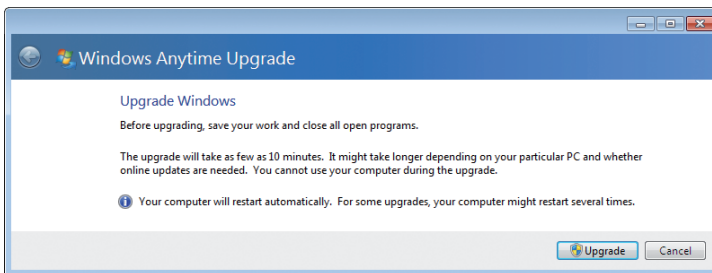 Windows Anytime Upgrade
Upgrade Windows
Before upgrading, save your work and close all open programs.
The upgrade will take as few as 10 minutes. It might take longer depending on your particular PC and whether
online updates are needed. You cannot use your computer during the upgrade.
Your computer will restart automatically. For some upgrades, your computer might restart several times.
Upgrade Cancel